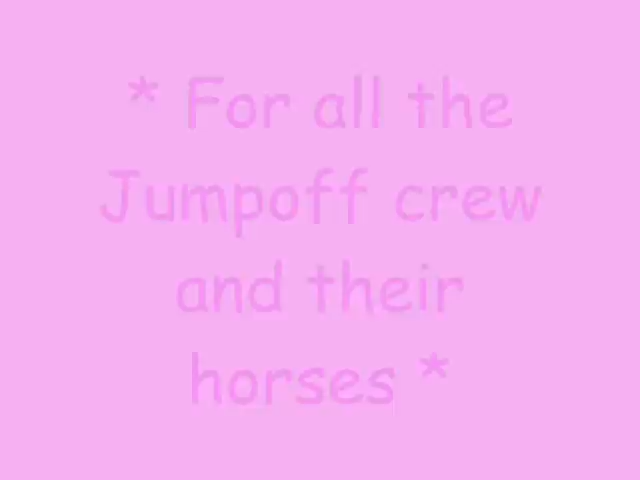 * For all the
Jumpoff crew
and their
horses *